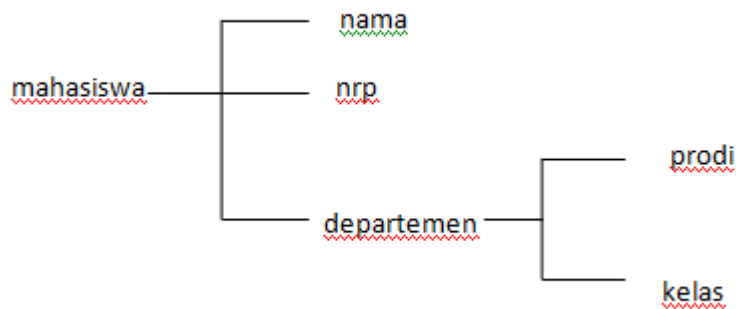 nama
mahasiswa
nrp
prodi
departemen
kelas